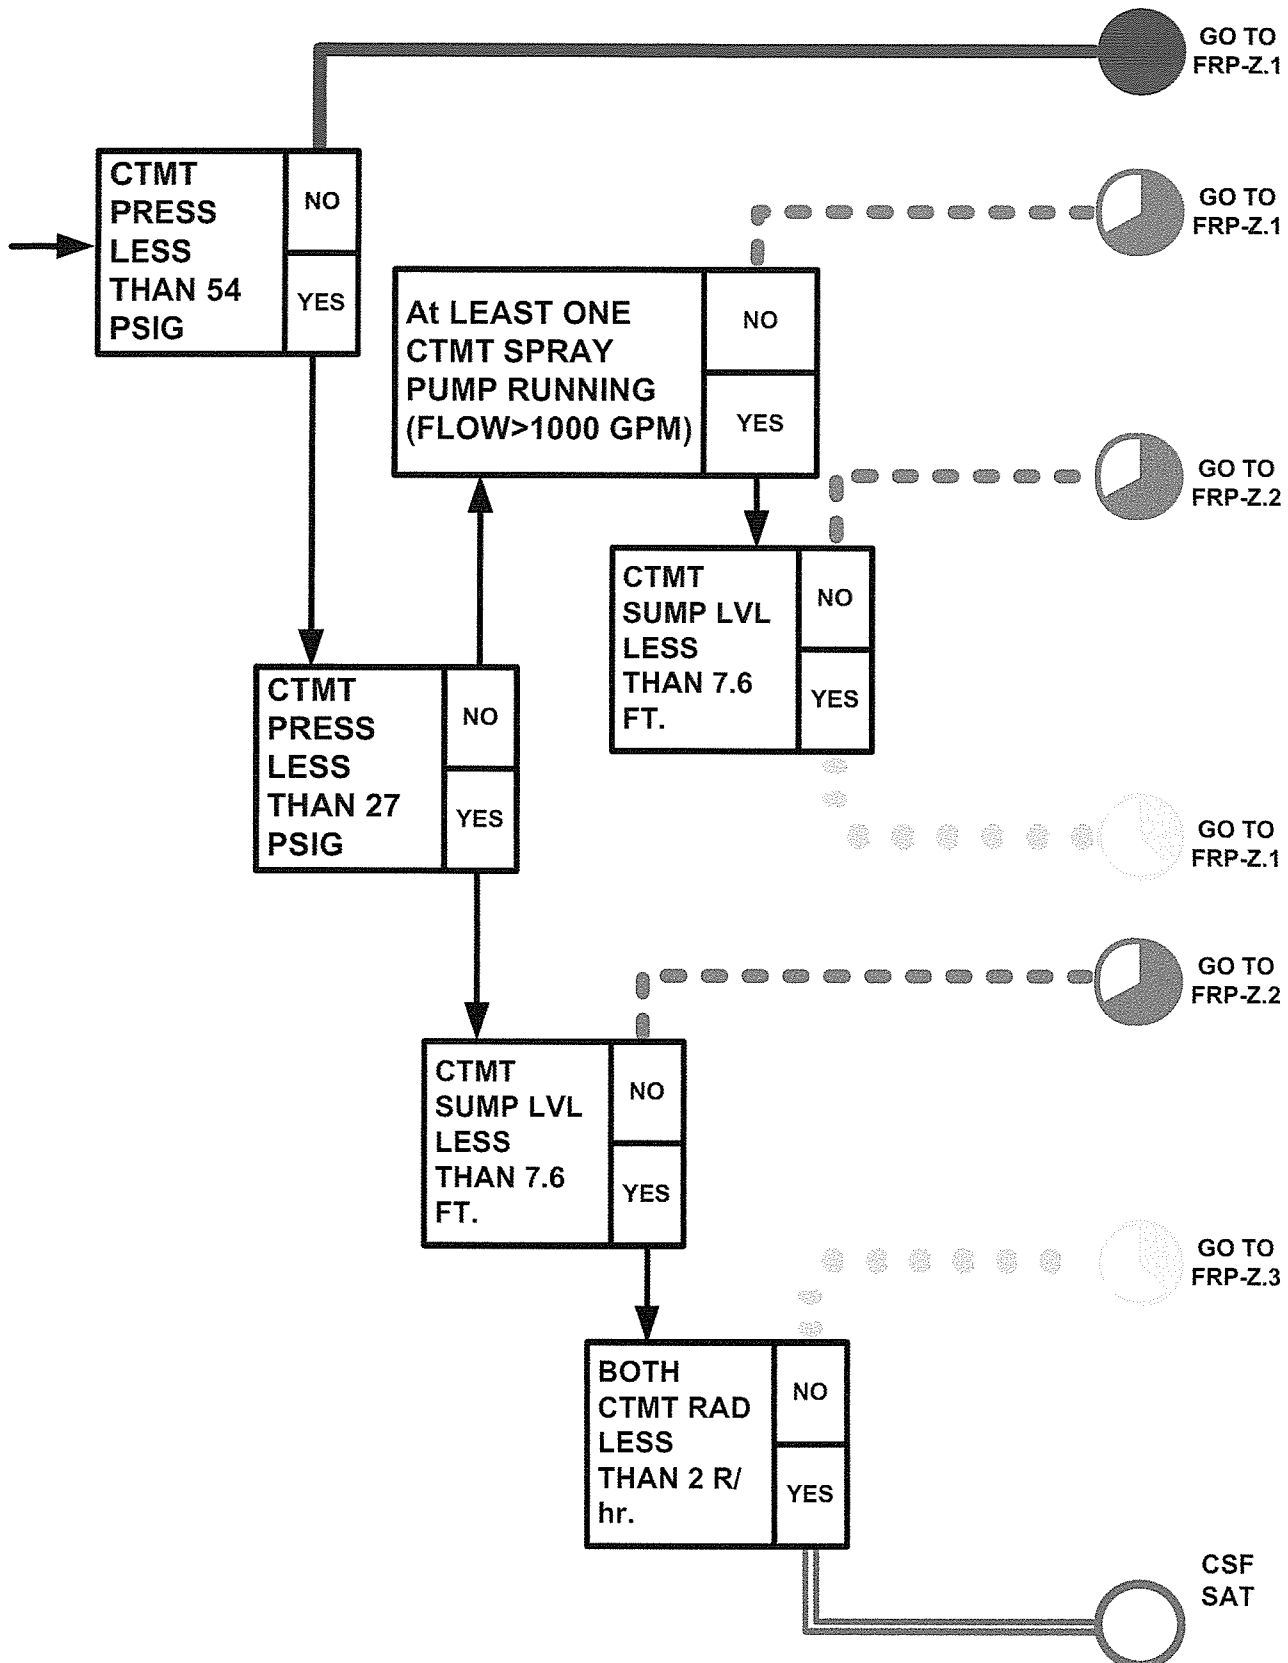 GO TO
FRP-Z.1
CTMT
PRESS
LESS
THAN 54
PSIG
NO
YES
GO TO
FRP-Z.1
At LEAST ONE
CTMT SPRAY
PUMP RUNNING
(FLOW>1000 GPM)
NO
YES
GO TO
FRP-Z.2
CTMT
SUMP LVL
LESS
THAN 7.6
FT.
NO
YES
CTMT
PRESS
LESS
THAN 27
PSIG
NO
YES
GO TO
FRP-Z.1
GO TO
FRP-Z.2
CTMT
SUMP LVL
LESS
THAN 7.6
FT.
NO
YES
GO TO
FRP-Z.3
BOTH
CTMT RAD
LESS
THAN 2 R/
hr.
NO
YES
CSF
SAT